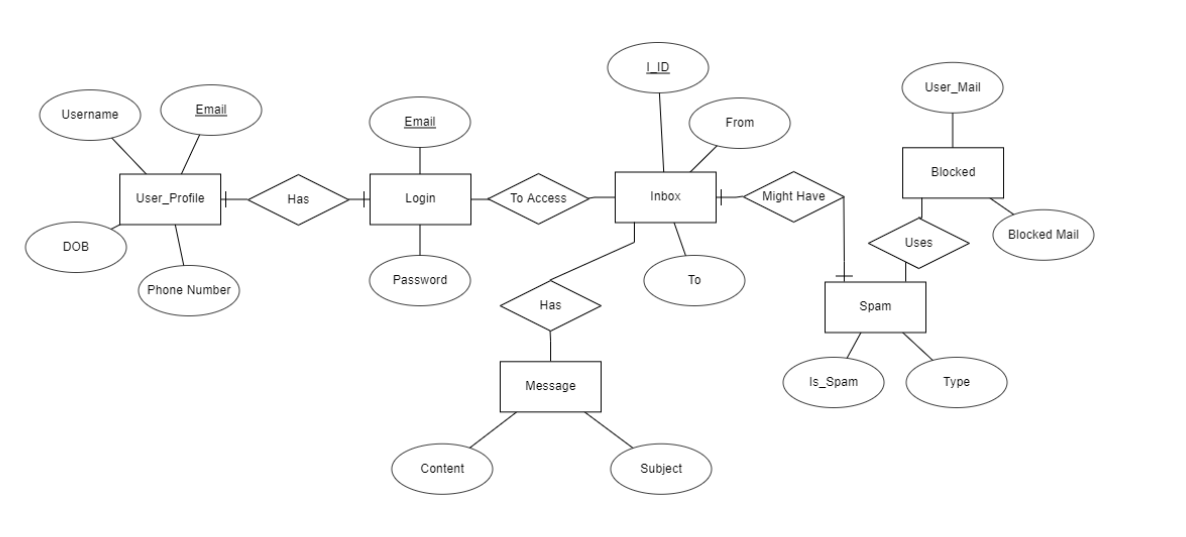 I_ID
User_Mail
Username
Email
Email
From
Blocked
User_Profile
Has
Login
To Access
Inbox
Might Have
Blocked Mail
DOB
Uses
Phone Number
Password
To
Has
Spam
Message
Is_Spam
Type
Content
Subject